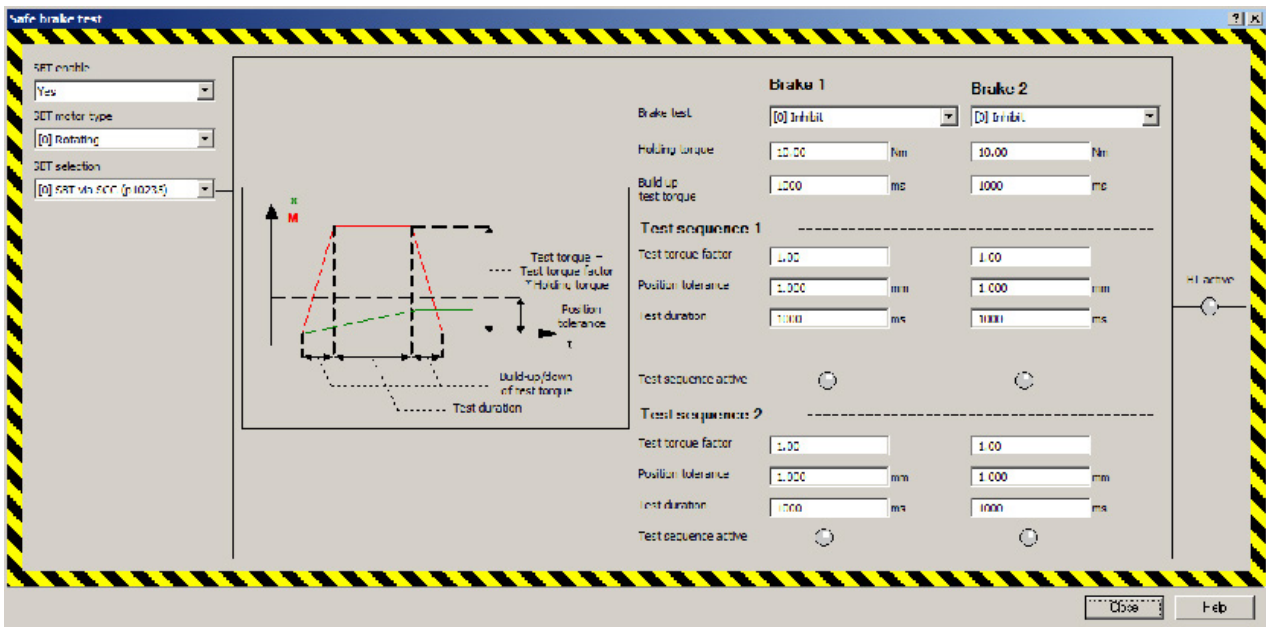 Safe brake test
SBT enable
Yes
SBT motor type
[0] Rotating
SBT selection
[0] SBT via SCC (p10235)
x
M
Test torque =
Test torque factor
* Holding torque
Position
tolerance
t
Build-up/down
of test torque
Test duration
Brake 1 Brake 2
Brake test [0] Inhibit [0] Inhibit
Holding torque 10.00 Nm 10.00 Nm
Build up
test torque 1000 ms 1000 ms
Test sequence 1
Test torque factor 1.00 1.00
Position tolerance 1.000 mm 1.000 mm
Test duration 1000 ms 1000 ms
Test sequence active
Test sequence 2
Test torque factor 1.00 1.00
Position tolerance 1.000 mm 1.000 mm
Test duration 1000 ms 1000 ms
Test sequence active
BT active
Close Help